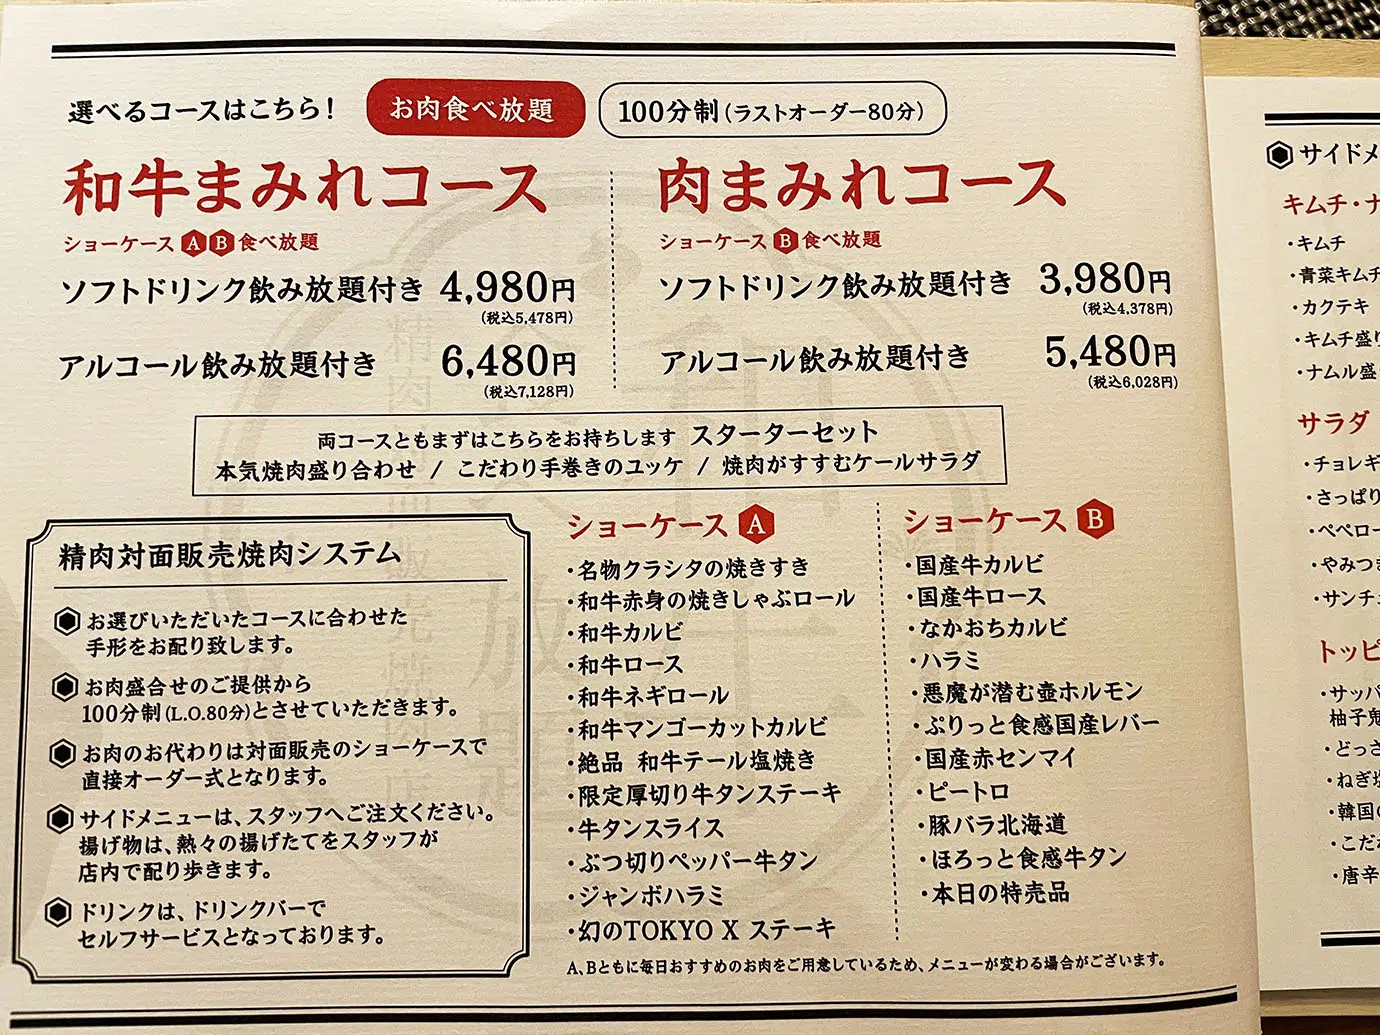 選べるコースはこちら！ お肉食べ放題 100分制(ラストオーダー80分)
和牛まみれコース
ショーケース A B 食べ放題
ソフトドリンク飲み放題付き 4,980円
(税込5,478円)
アルコール飲み放題付き 6,480円
(税込7,128円)
肉まみれコース
ショーケース B 食べ放題
ソフトドリンク飲み放題付き 3,980円
(税込4,378円)
アルコール飲み放題付き 5,480円
(税込6,028円)
両コースともまずはこちらをお持ちします スターターセット
本気焼肉盛り合わせ / こだわり手巻きのユッケ / 焼肉がすすむケールサラダ
精肉対面販売焼肉システム
お選びいただいたコースに合わせた
手形をお配り致します。
お肉盛合せのご提供から
100分制(L.O.80分)とさせていただきます。
お肉のお代わりは対面販売のショーケースで
直接オーダー式となります。
サイドメニューは、スタッフへご注文ください。
揚げ物は、熱々の揚げたてをスタッフが
店内で配り歩きます。
ドリンクは、ドリンクバーで
セルフサービスとなっております。
ショーケース A
・名物クラシタの焼きすき
・和牛赤身の焼きしゃぶロール
・和牛カルビ
・和牛ロース
・和牛ネギロール
・和牛マンゴーカットカルビ
・絶品 和牛テール塩焼き
・限定厚切り牛タンステーキ
・牛タンスライス
・ぶつ切りペッパー牛タン
・ジャンボハラミ
・幻のTOKYO X ステーキ
ショーケース B
・国産牛カルビ
・国産牛ロース
・なかおちカルビ
・ハラミ
・悪魔が潜む壺ホルモン
・ぷりっと食感国産レバー
・国産赤センマイ
・ピートロ
・豚バラ北海道
・ほろっと食感牛タン
・本日の特売品
A、Bともに毎日おすすめのお肉をご用意しているため、メニューが変わる場合がございます。
サイドメ
キムチ・ナ
・キムチ
・青菜キムチ
・カクテキ
・キムチ盛り
・ナムル盛
サラダ
・チョレギ
・さっぱり
・ペペロー
・やみつき
・サンチュ
トッピ
・サッパ
柚子鬼
・どっさ
・ねぎ塩
・韓国の
・こだわ
・唐辛